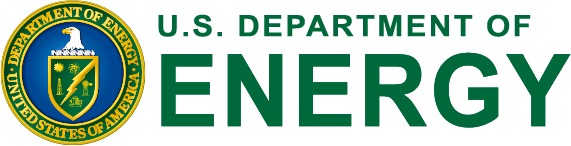 DEPARTMENT OF ENERGY
UNITED STATES OF AMERICA
U.S. DEPARTMENT OF
ENERGY